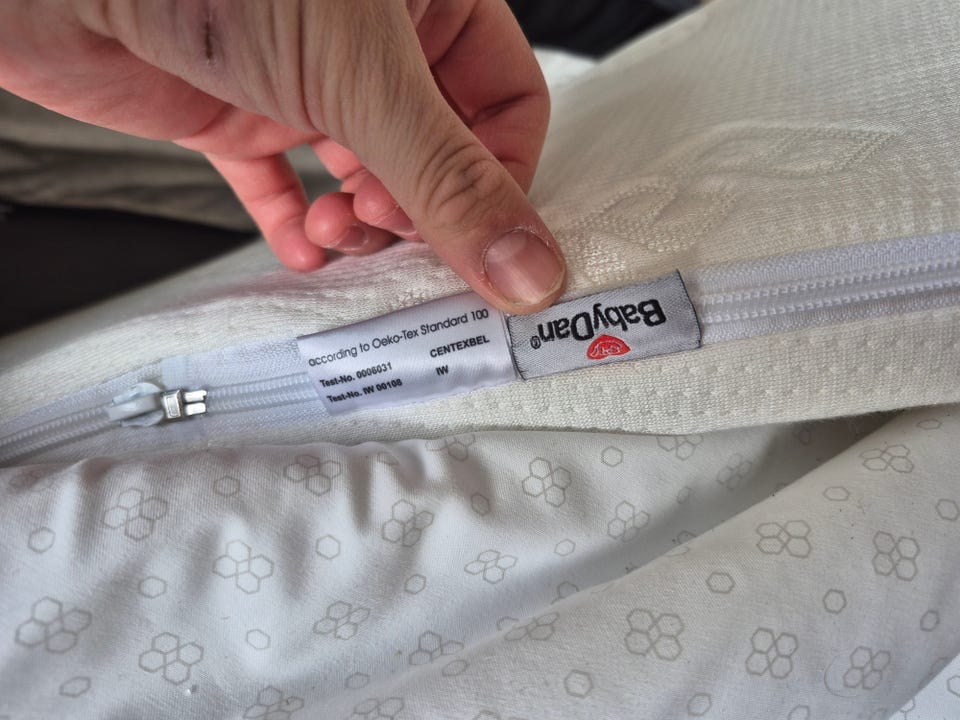 according to Oeko-Tex Standard 100
Test-No. 0006031 CENTEXBEL
Test-No. IW 00108 IW
BabyDan®